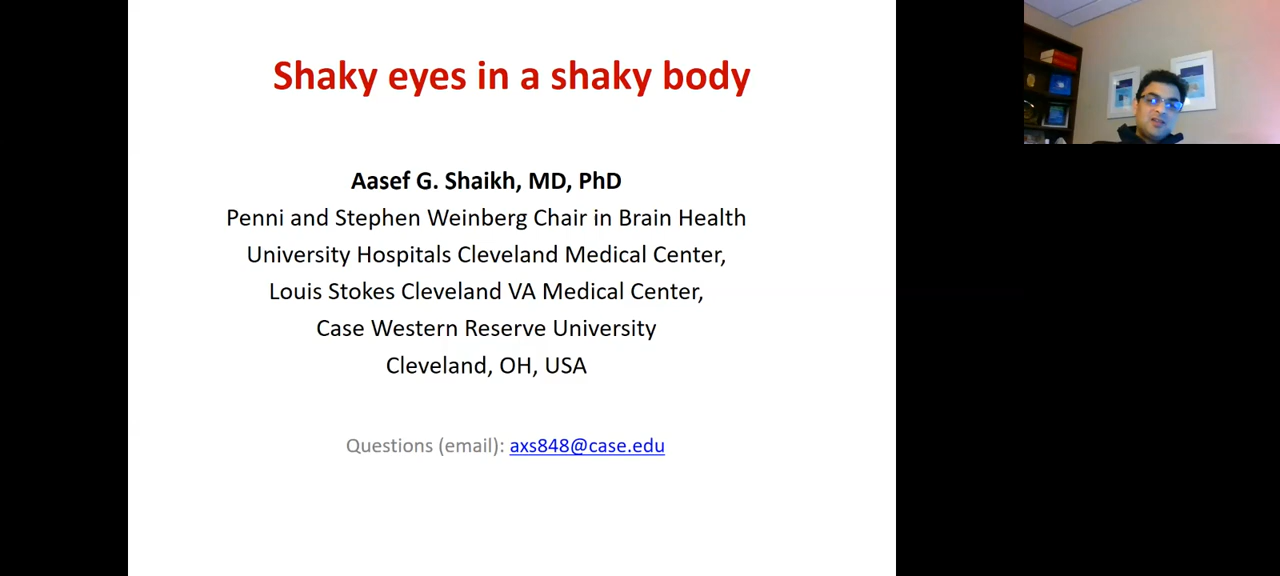 Shaky eyes in a shaky body
Aasef G. Shaikh, MD, PhD
Penni and Stephen Weinberg Chair in Brain Health
University Hospitals Cleveland Medical Center,
Louis Stokes Cleveland VA Medical Center,
Case Western Reserve University
Cleveland, OH, USA
Questions (email): axs848@case.edu